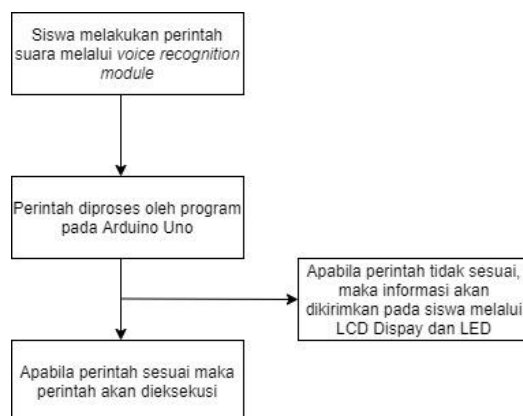 Siswa melakukan perintah
suara melalui voice recognition
module
Perintah diproses oleh program
pada Arduino Uno
Apabila perintah tidak sesuai,
maka informasi akan
dikirimkan pada siswa melalui
LCD Dispay dan LED
Apabila perintah sesuai maka
perintah akan dieksekusi